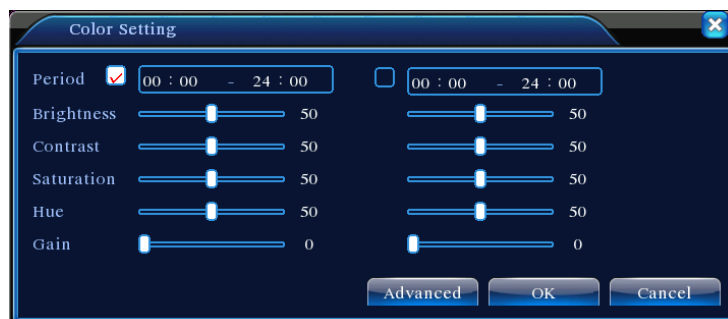 Color Setting
Period 00 : 00 - 24 : 00 00 : 00 - 24 : 00
Brightness 50 50
Contrast 50 50
Saturation 50 50
Hue 50 50
Gain 0 0
Advanced OK Cancel